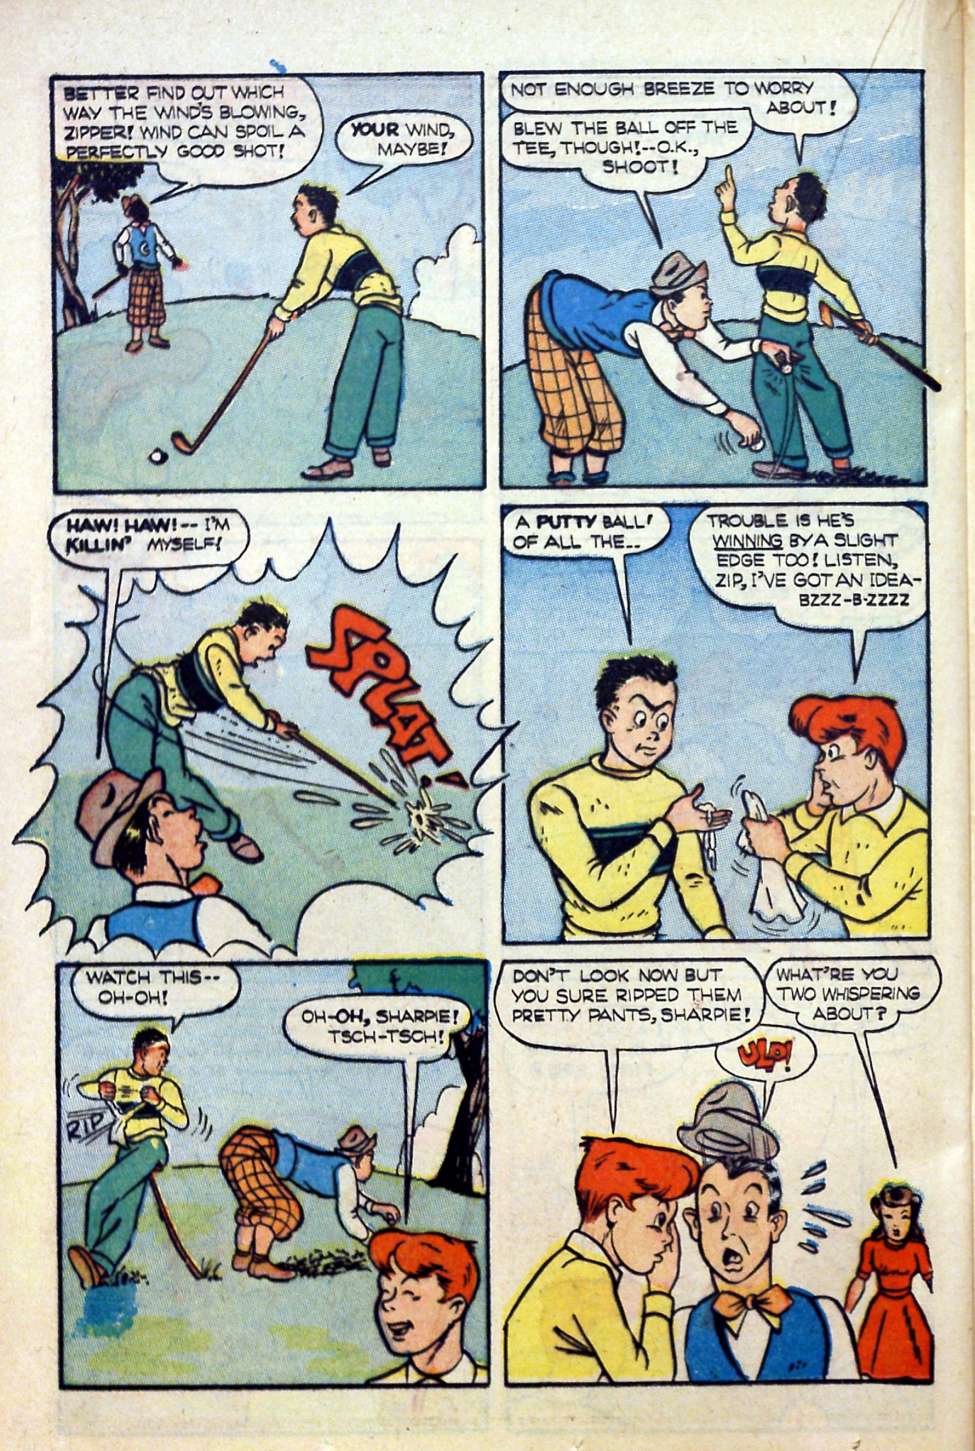 BETTER FIND OUT WHICH
WAY THE WIND'S BLOWING,
ZIPPER! WIND CAN SPOIL A
PERFECTLY GOOD SHOT!
YOUR WIND,
MAYBE!
NOT ENOUGH BREEZE TO WORRY
ABOUT!
BLEW THE BALL OFF THE
TEE, THOUGH!--O.K.,
SHOOT!
HAW! HAW!-- I'M
KILLIN' MYSELF!
SPLAT!
A PUTTY BALL!
OF ALL THE--
TROUBLE IS HE'S
WINNING BY A SLIGHT
EDGE TOO! LISTEN,
ZIP, I'VE GOT AN IDEA-
BZZZ-B-ZZZZ
WATCH THIS--
OH-OH!
RIP
OH-OH, SHARPIE!
TSCH-TSCH!
DON'T LOOK NOW BUT
YOU SURE RIPPED THEM
PRETTY PANTS, SHARPIE!
ULP!
WHAT'RE YOU
TWO WHISPERING
ABOUT?